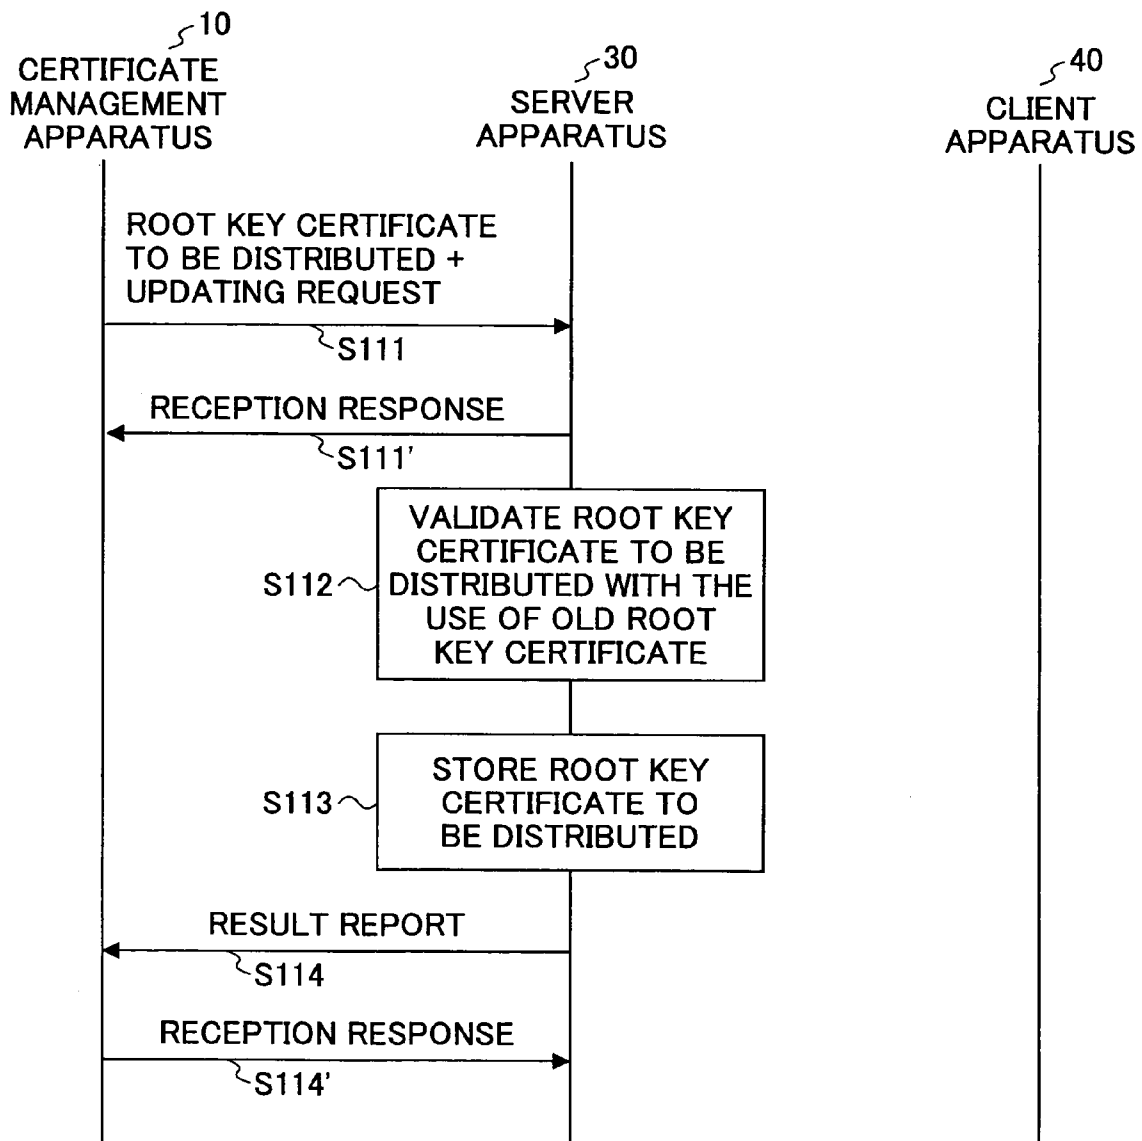 10
CERTIFICATE
MANAGEMENT
APPARATUS
30
SERVER
APPARATUS
40
CLIENT
APPARATUS
ROOT KEY CERTIFICATE
TO BE DISTRIBUTED +
UPDATING REQUEST
S111
RECEPTION RESPONSE
S111'
VALIDATE ROOT KEY
CERTIFICATE TO BE
DISTRIBUTED WITH THE
USE OF OLD ROOT
KEY CERTIFICATE
S112
STORE ROOT KEY
CERTIFICATE TO
BE DISTRIBUTED
S113
RESULT REPORT
S114
RECEPTION RESPONSE
S114'